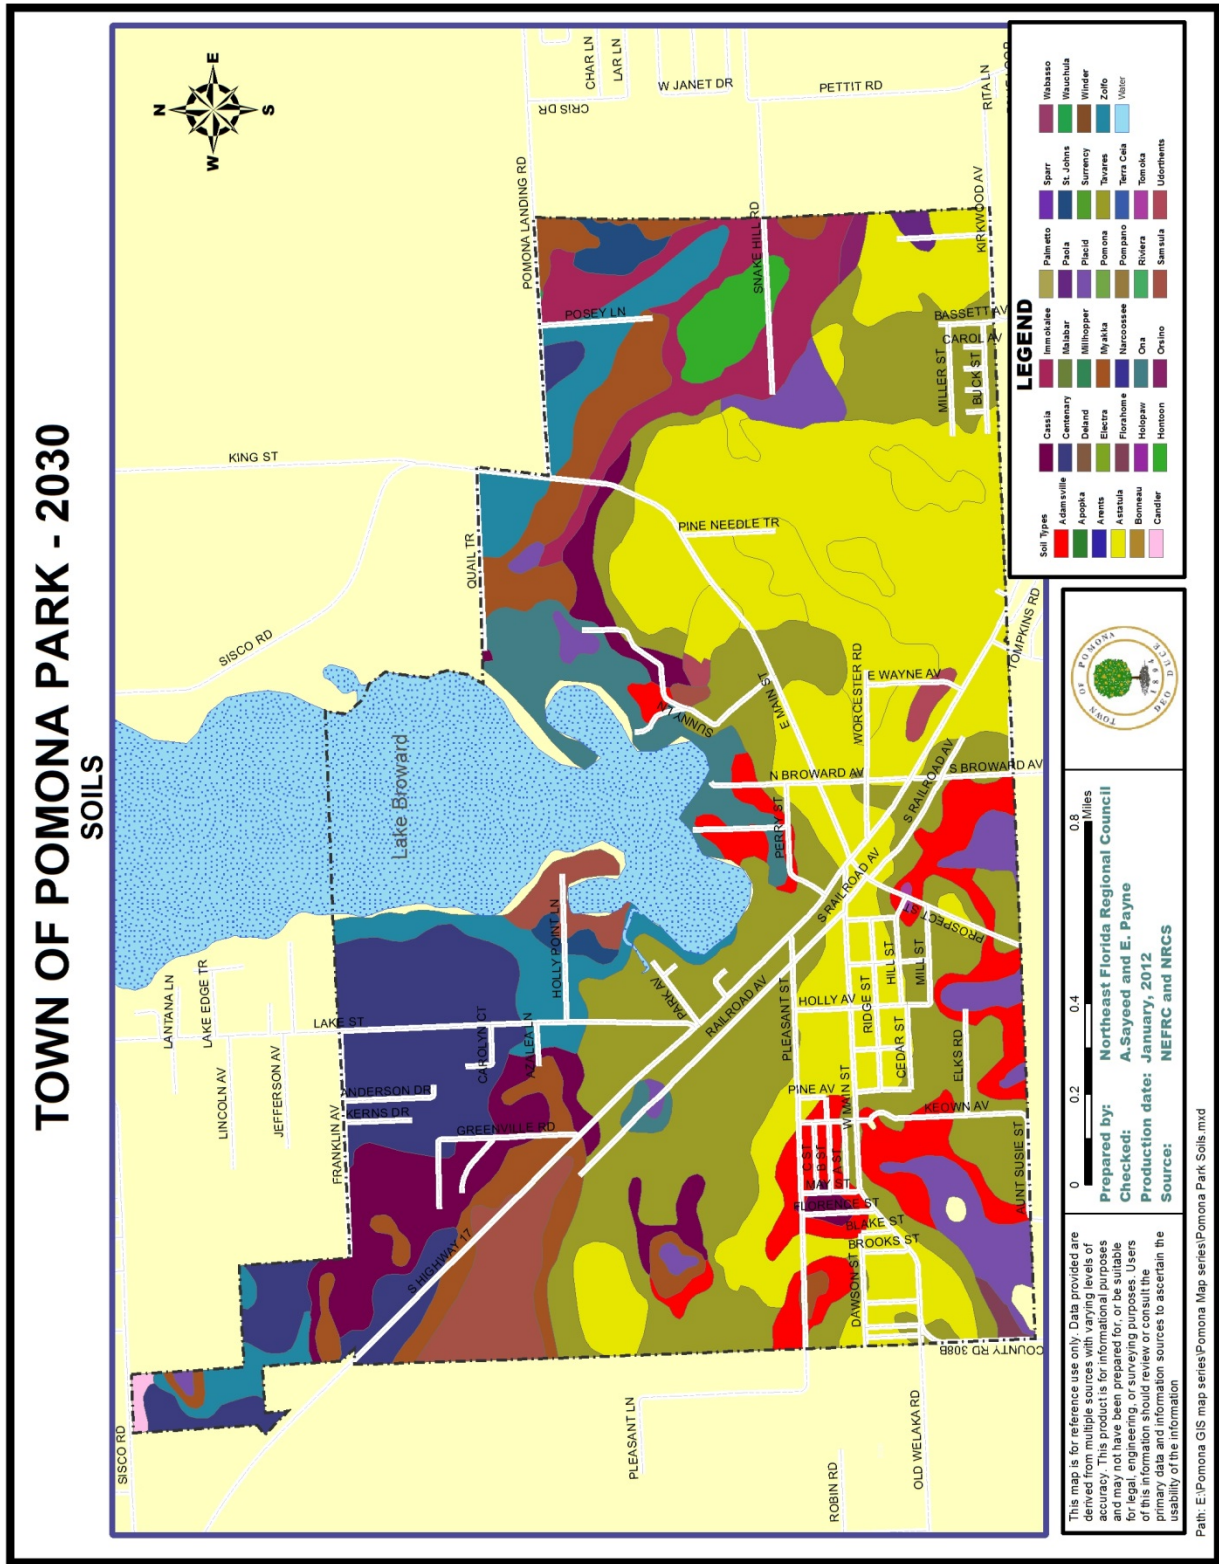 TOWN OF POMONA PARK - 2030
SOILS
N
E
S
W
SISCO RD
LANTANA LN
LAKE EDGE TR
LINCOLN AV
JEFFERSON AV
FRANKLIN AV
LAKE ST
ANDERSON DR
KERNS DR
CAROLYN CT
AZALEA LN
GREENVILLE RD
HOLLY POINT LN
S HIGHWAY 17
Lake Broward
SISCO RD
KING ST
QUAIL TR
POMONA LANDING RD
CRIS DR
CHAR LN
LAR LN
W JANET DR
PETTIT RD
RITA LN
POSEY LN
SNAKE HILL RD
KIRKWOOD AV
BASSETT AV
CAROL AV
MILLER ST
BUCK ST
PINE NEEDLE TR
SUNNY LN
E MAIN ST
WORCESTER RD
E WAYNE AV
TOMPKINS RD
N BROWARD AV
S BROWARD AV
S RAILROAD AV
PERRY ST
S RAILROAD AV
PROSPECT ST
PARK AV
RAILROAD AV
PLEASANT ST
HOLLY AV
RIDGE ST
HILL ST
MILL ST
CEDAR ST
ELKS RD
PINE AV
W MAIN ST
KEOWN AV
C ST
B ST
A ST
MAY ST
FLORENCE ST
BLAKE ST
BROOKS ST
DAWSON ST
AUNT SUSIE ST
COUNTY RD 308B
PLEASANT LN
ROBIN RD
OLD WELAKA RD
LEGEND
Soil Types
Adamsville
Apopka
Arents
Astatula
Bonneau
Candler
Cassia
Centenary
Deland
Electra
Florahome
Holopaw
Hontoon
Immokalee
Malabar
Millhopper
Myakka
Narcoossee
Ona
Orsino
Palmetto
Paola
Placid
Pomona
Pompano
Riviera
Samsula
Sparr
St. Johns
Surrency
Tavares
Terra Ceia
Tomoka
Udorthents
Wabasso
Wauchula
Winder
Zolfo
Water
TOWN OF POMONA
1894
DEO DUCE
0 0.2 0.4 0.8
Miles
Prepared by: Northeast Florida Regional Council
Checked: A.Sayeed and E. Payne
Production date: January, 2012
Source: NEFRC and NRCS
This map is for reference use only. Data provided are
derived from multiple sources with varying levels of
accuracy. This product is for informational purposes
and may not have been prepared for, or be suitable
for legal, engineering, or surveying purposes. Users
of this information should review or consult the
primary data and information sources to ascertain the
usability of the information
Path: E:\Pomona GIS map series\Pomona Map series\Pomona Park Soils.mxd